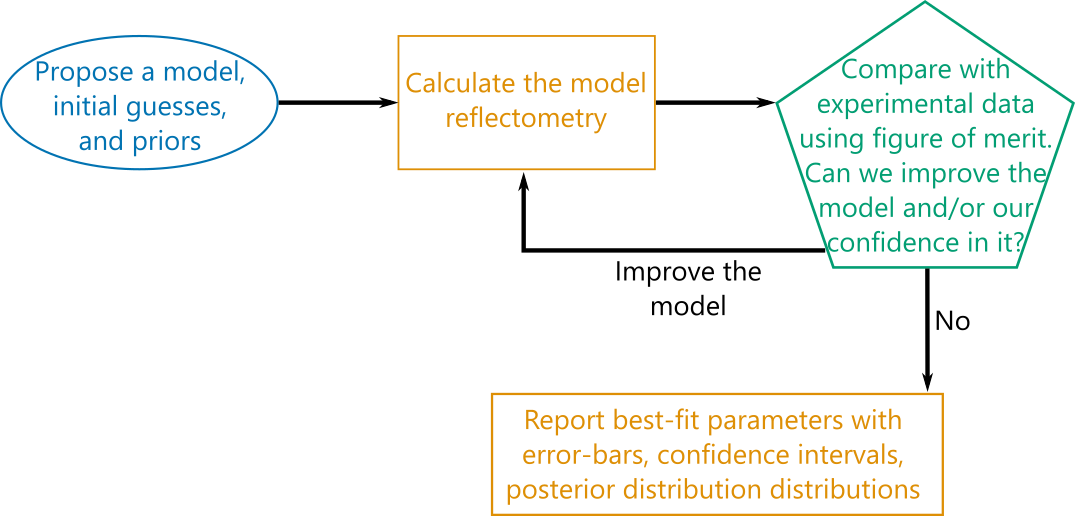 Propose a model,
initial guesses,
and priors
Calculate the model
reflectometry
Compare with
experimental data
using figure of merit.
Can we improve the
model and/or our
confidence in it?
Improve the
model
No
Report best-fit parameters with
error-bars, confidence intervals,
posterior distribution distributions